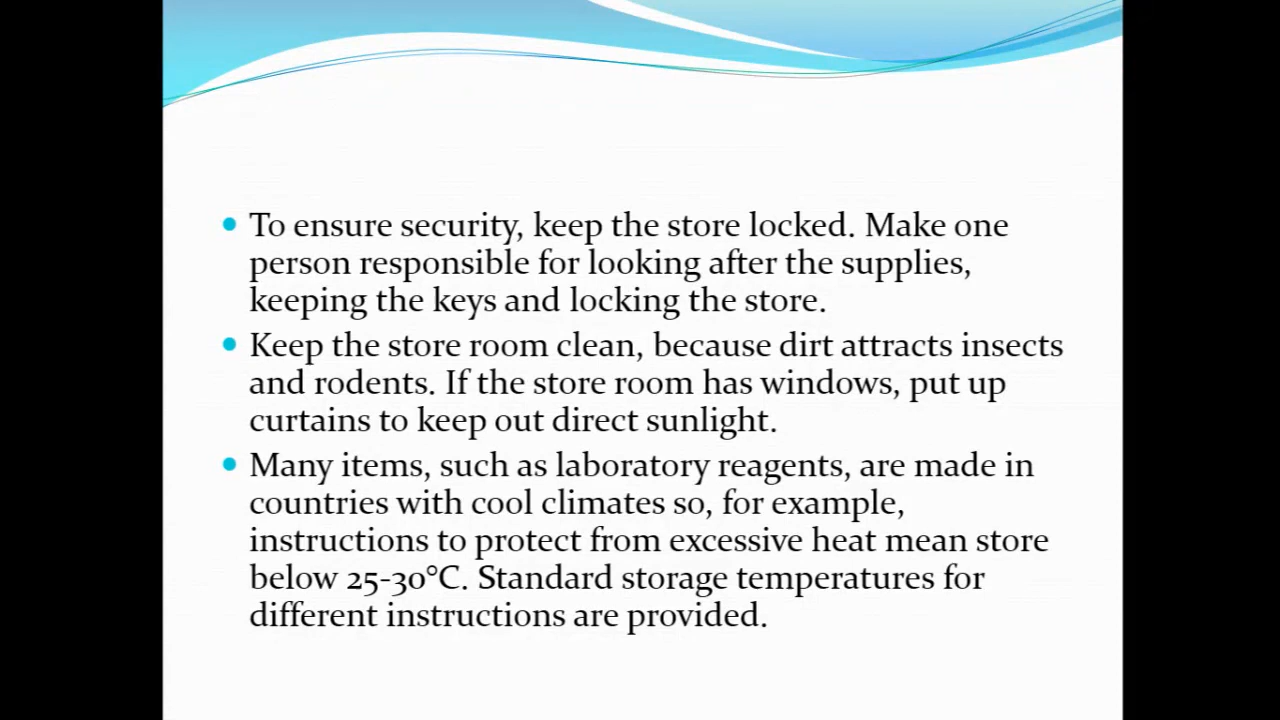 To ensure security, keep the store locked. Make one
person responsible for looking after the supplies,
keeping the keys and locking the store.
Keep the store room clean, because dirt attracts insects
and rodents. If the store room has windows, put up
curtains to keep out direct sunlight.
Many items, such as laboratory reagents, are made in
countries with cool climates so, for example,
instructions to protect from excessive heat mean store
below 25-30°C. Standard storage temperatures for
different instructions are provided.